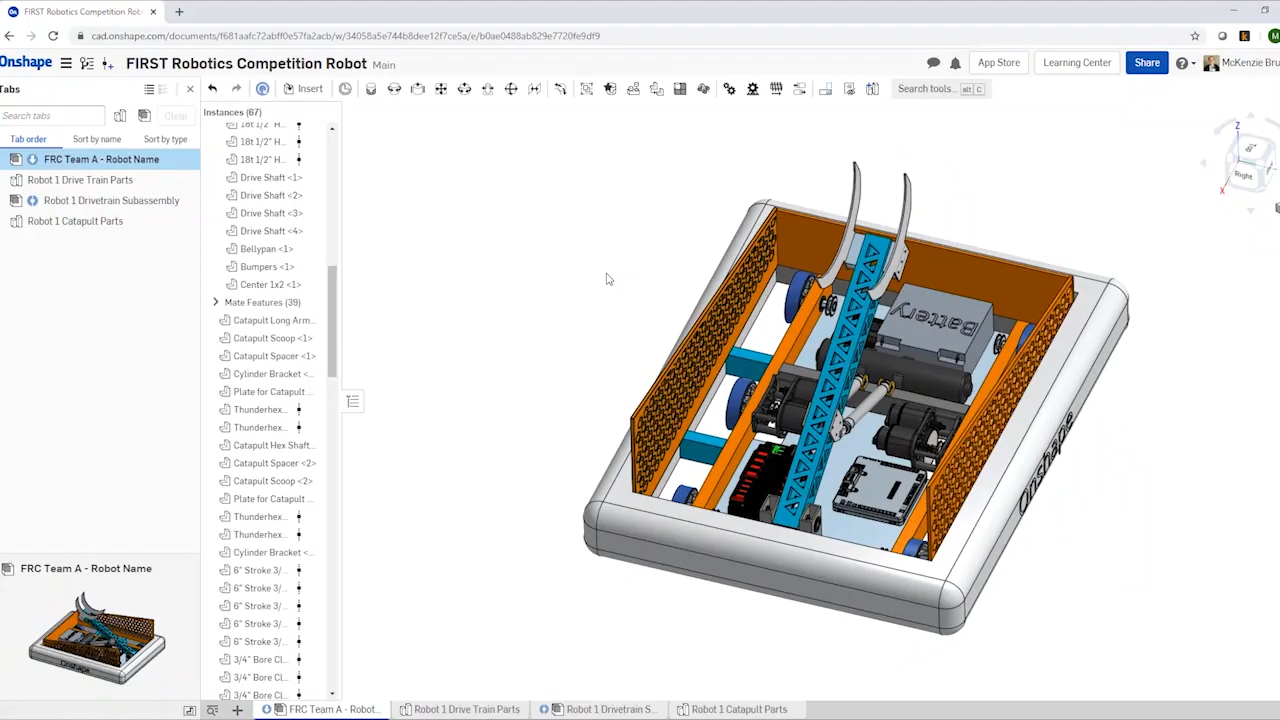 FIRST Robotics Competition Rob
cad.onshape.com/documents/f681aafc72abff0e57fa2acb/w/34058a5e744b8dee12f7ce5a/e/b0ae0488ab829e7720fe9df9
Onshape
FIRST Robotics Competition Robot Main
App Store
Learning Center
Share
McKenzie Bru
Tabs
Insert
Search tools... alt C
Search tabs
Clear
Instances (67)
Tab order
Sort by name
Sort by type
FRC Team A - Robot Name
Robot 1 Drive Train Parts
Robot 1 Drivetrain Subassembly
Robot 1 Catapult Parts
18t 1/2" H...
18t 1/2" H...
18t 1/2" H...
Drive Shaft <1>
Drive Shaft <2>
Drive Shaft <3>
Drive Shaft <4>
Bellypan <1>
Bumpers <1>
Center 1x2 <1>
Mate Features (39)
Catapult Long Arm...
Catapult Scoop <1>
Catapult Spacer <1>
Cylinder Bracket <...
Plate for Catapult ...
Thunderhex...
Thunderhex...
Catapult Hex Shaft...
Catapult Spacer <2>
Catapult Scoop <2>
Plate for Catapult ...
Thunderhex...
Thunderhex...
Cylinder Bracket <...
6" Stroke 3/...
6" Stroke 3/...
6" Stroke 3/...
6" Stroke 3/...
6" Stroke 3/...
3/4" Bore Cl...
3/4" Bore Cl...
3/4" Bore Cl...
Z
Right
X
Battery
Onshape
FRC Team A - Robot Name
Onshape
FRC Team A - Robot...
Robot 1 Drive Train Parts
Robot 1 Drivetrain S...
Robot 1 Catapult Parts